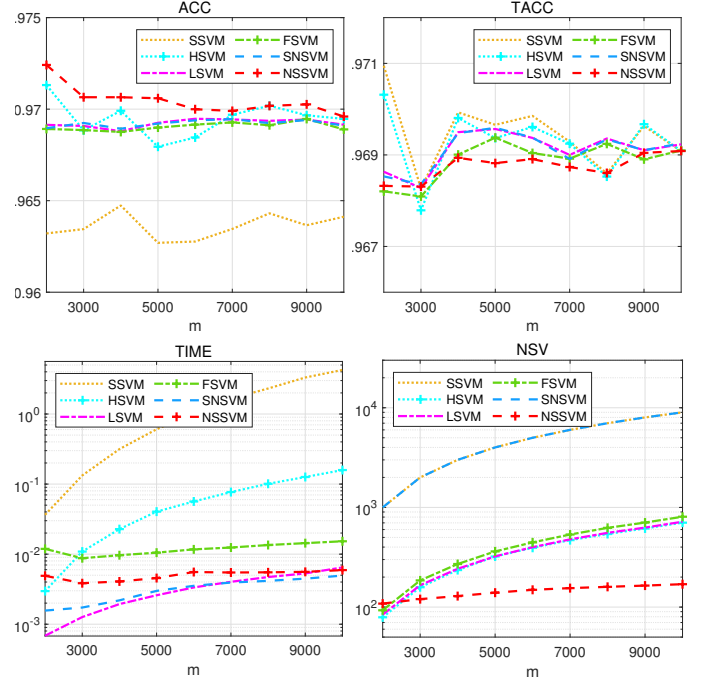 ACC
.975
0.97
.965
0.96
SSVM
HSVM
LSVM
FSVM
SNSVM
NSSVM
3000 5000 7000 9000
m
TACC
.971
.969
.967
SSVM
HSVM
LSVM
FSVM
SNSVM
NSSVM
3000 5000 7000 9000
m
TIME
10^0
10^-1
10^-2
10^-3
SSVM
HSVM
LSVM
FSVM
SNSVM
NSSVM
3000 5000 7000 9000
m
NSV
10^4
10^3
10^2
SSVM
HSVM
LSVM
FSVM
SNSVM
NSSVM
3000 5000 7000 9000
m